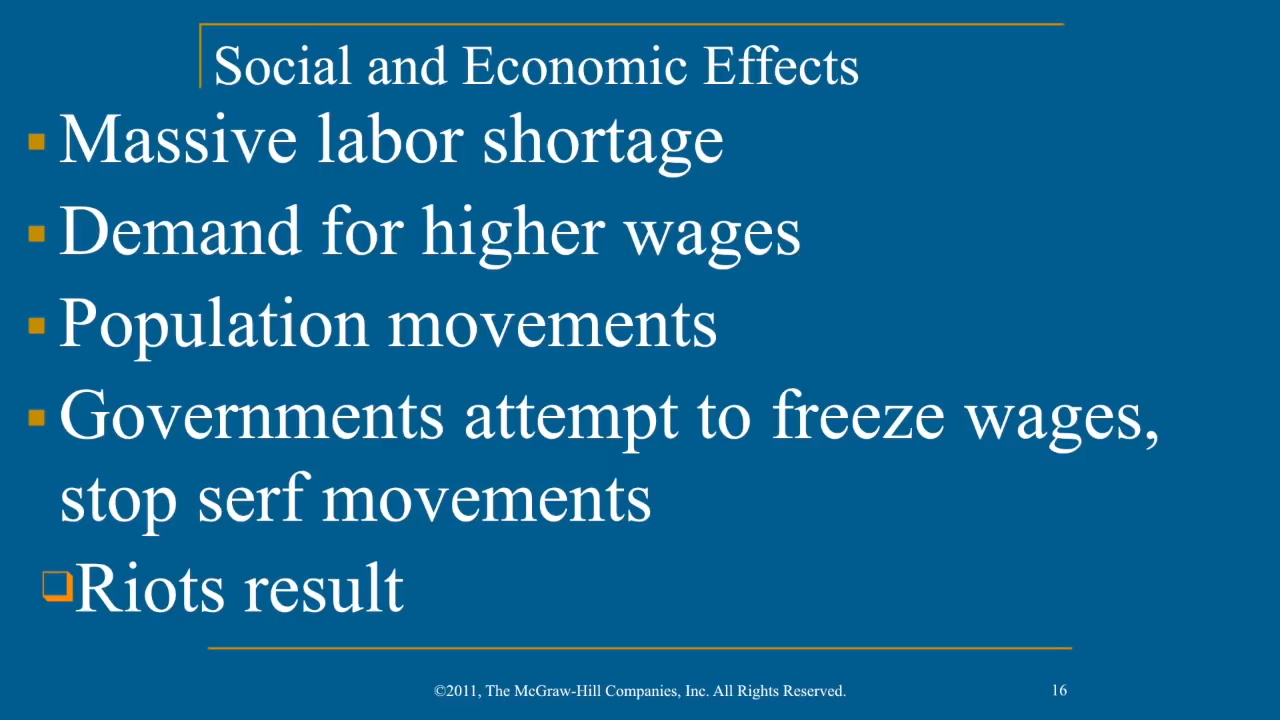 Social and Economic Effects
▪ Massive labor shortage
▪ Demand for higher wages
▪ Population movements
▪ Governments attempt to freeze wages,
stop serf movements
❑Riots result
©2011, The McGraw-Hill Companies, Inc. All Rights Reserved.
16